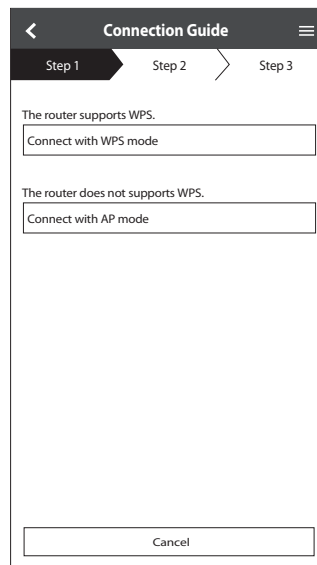 Connection Guide
Step 1 Step 2 Step 3
The router supports WPS.
Connect with WPS mode
The router does not supports WPS.
Connect with AP mode
Cancel